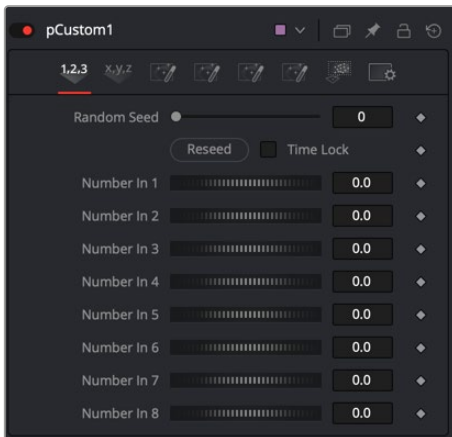 pCustom1
1,2,3 x,y,z
Random Seed 0
Reseed Time Lock
Number In 1 0.0
Number In 2 0.0
Number In 3 0.0
Number In 4 0.0
Number In 5 0.0
Number In 6 0.0
Number In 7 0.0
Number In 8 0.0